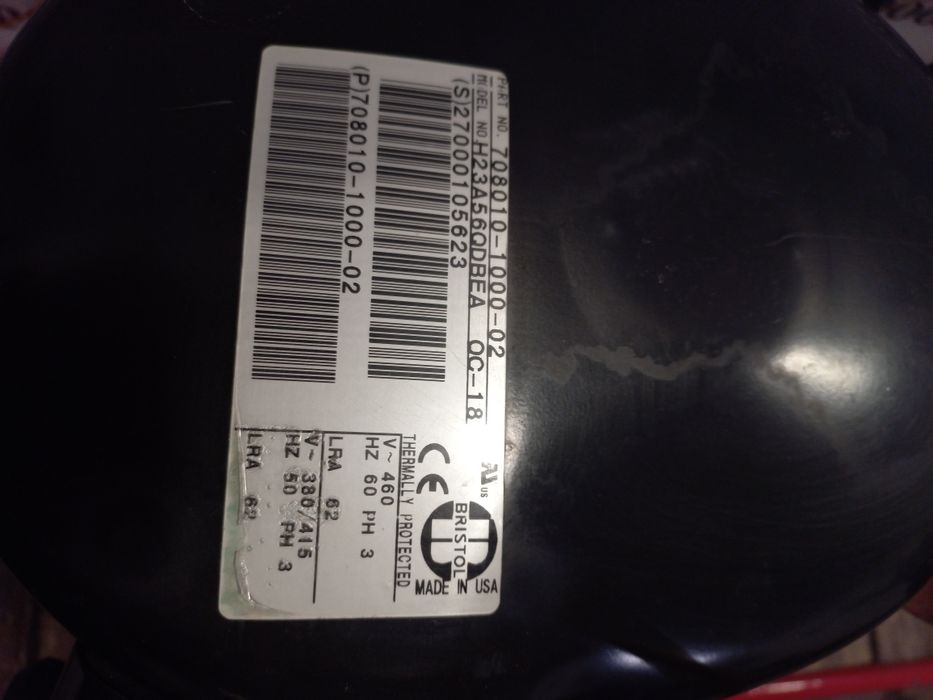 PART NO. 708010-1000-02
MODEL NO H23A56QDBEA QC-18
(S)27000105623
(P)708010-1000-02
US
BRISTOL
CE
MADE IN USA
THERMALLY PROTECTED
V~ 460
HZ 60 PH 3
LRA 62
V~ 380/415
HZ 50 PH 3
LRA 62